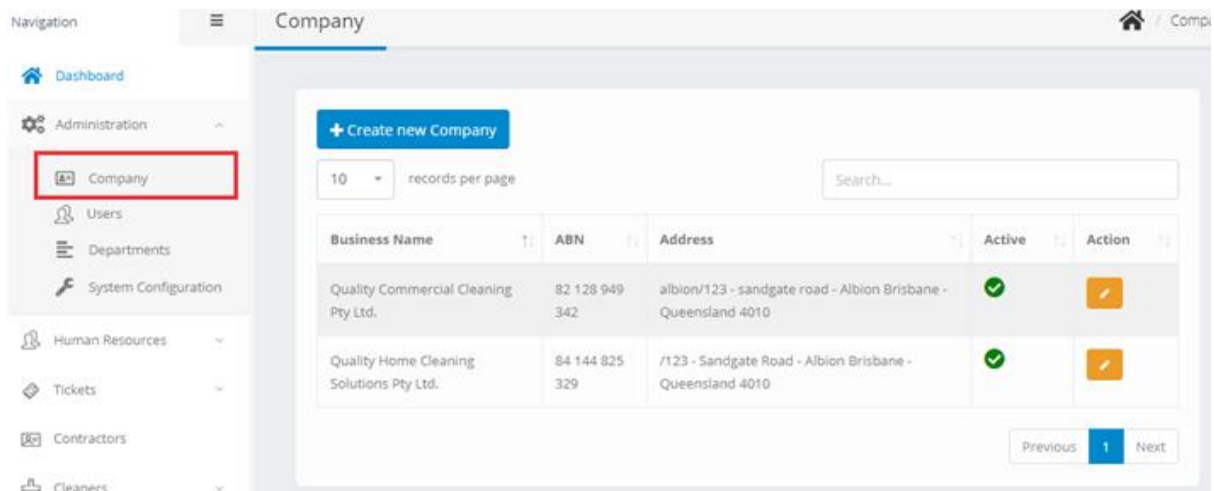 Navigation
Company
Dashboard
Administration
Company
Users
Departments
System Configuration
Human Resources
Tickets
Contractors
Cleaners
/ Compa
+ Create new Company
10 records per page
Search...
Business Name ABN Address Active Action
Quality Commercial Cleaning
Pty Ltd.
82 128 949
342
albion/123 - sandgate road - Albion Brisbane -
Queensland 4010
Quality Home Cleaning
Solutions Pty Ltd.
84 144 825
329
/123 - Sandgate Road - Albion Brisbane -
Queensland 4010
Previous 1 Next